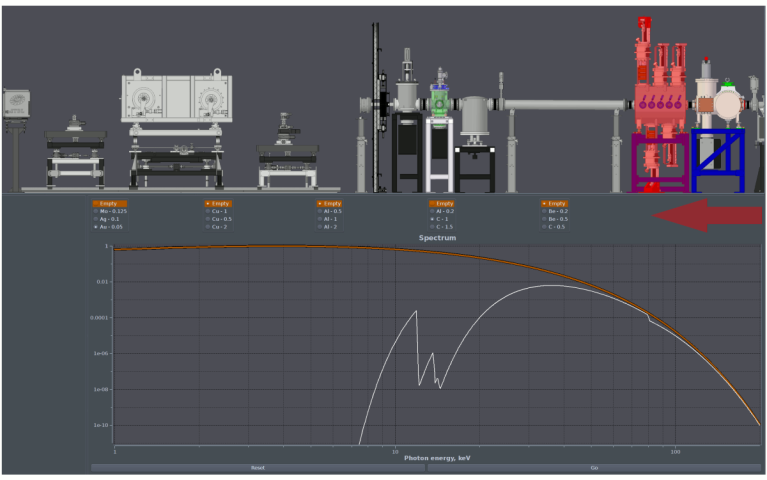 Empty
Mo - 0.125
Ag - 0.1
Au - 0.05
Empty
Cu - 1
Cu - 0.5
Cu - 2
Empty
Al - 0.5
Al - 1
Al - 2
Empty
Al - 0.2
C - 1
C - 1.5
Empty
Be - 0.2
Be - 0.5
C - 0.5
Spectrum
1
0.01
0.0001
1e-06
1e-08
1e-10
1
10
100
Photon energy, keV
Reset
Go